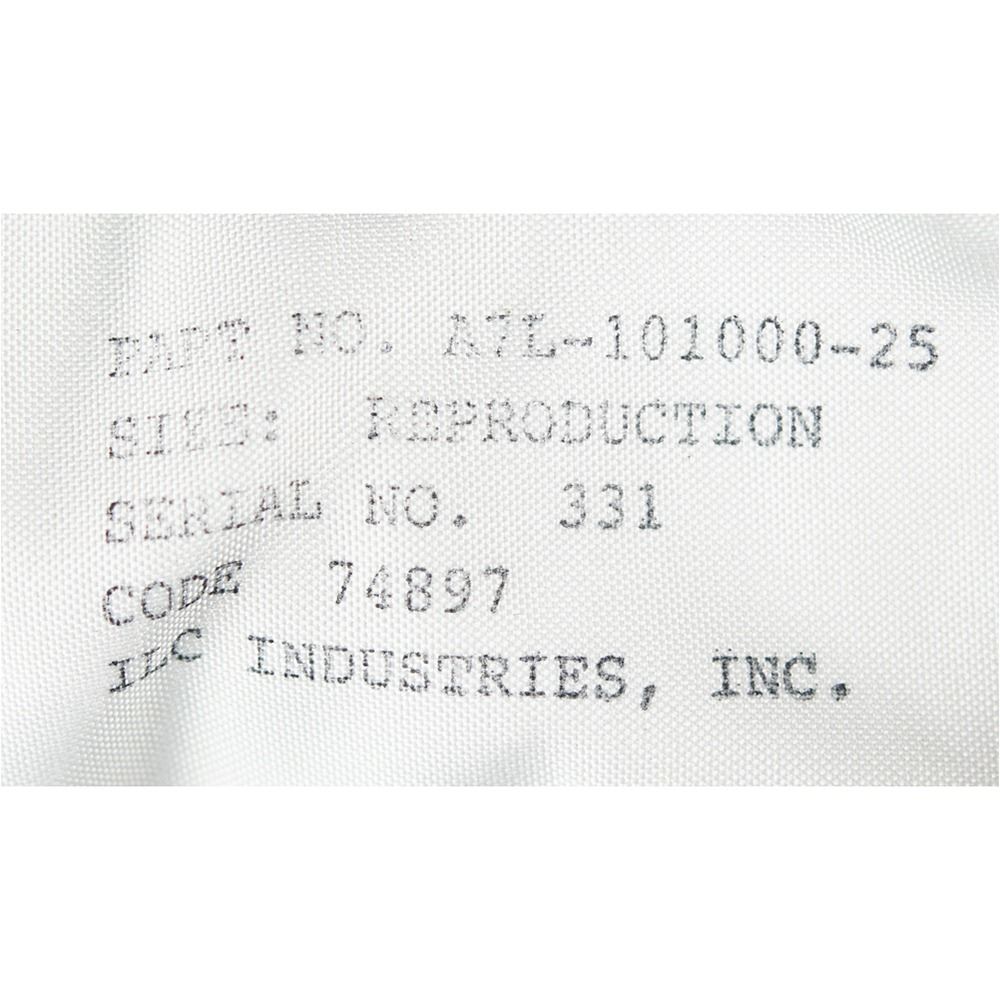 PART NO. A7L-101000-25
SIZE: REPRODUCTION
SERIAL NO. 331
CODE 74897
ILC INDUSTRIES, INC.